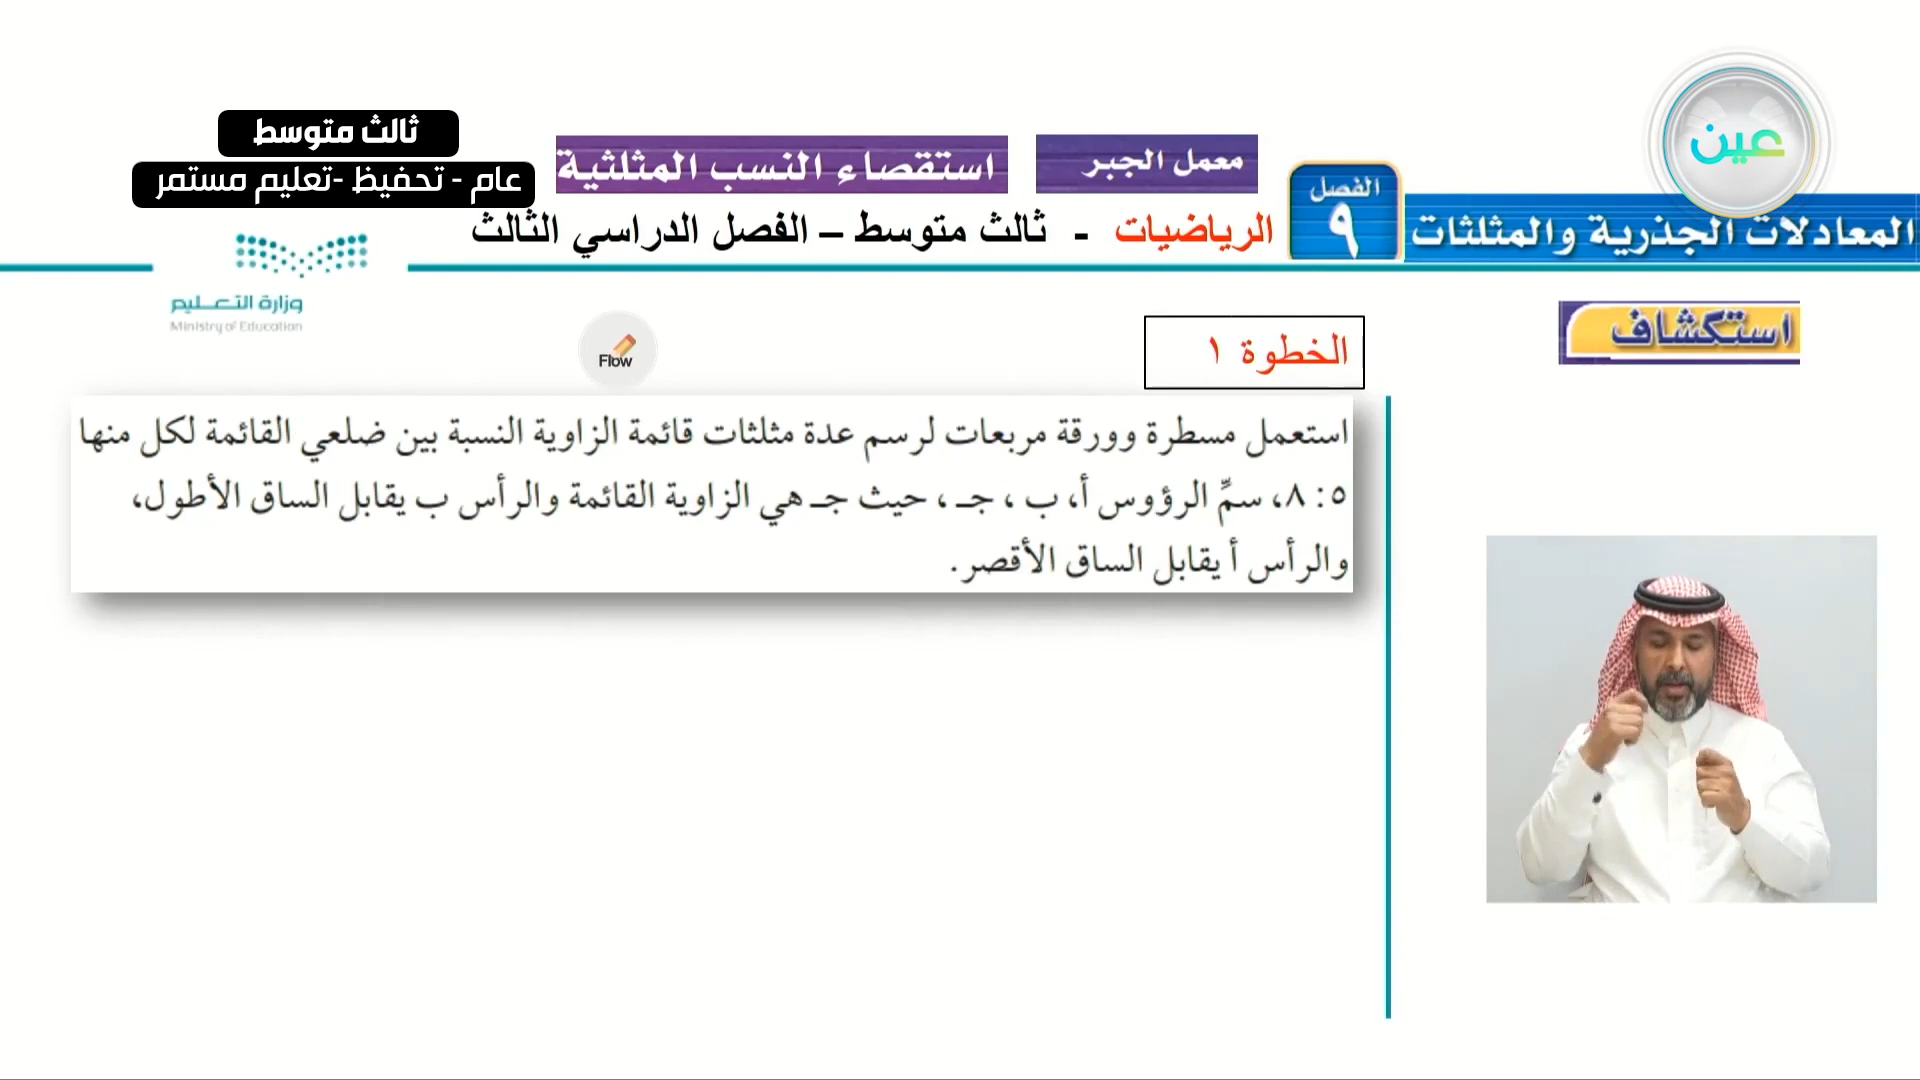 عين
ثالث متوسط
عام - تحفيظ -تعليم مستمر
معمل الجبر
استقصاء النسب المثلثية
الفصل
٩
المعادلات الجذرية والمثلثات
الرياضيات - ثالث متوسط – الفصل الدراسي الثالث
وزارة التعليم
Ministry of Education
استكشاف
الخطوة ١
Flow
استعمل مسطرة وورقة مربعات لرسم عدة مثلثات قائمة الزاوية النسبة بين ضلعي القائمة لكل منها
٥ : ٨، سمِّ الرؤوس أ، ب ، جـ ، حيث جـ هي الزاوية القائمة والرأس ب يقابل الساق الأطول،
والرأس أ يقابل الساق الأقصر.